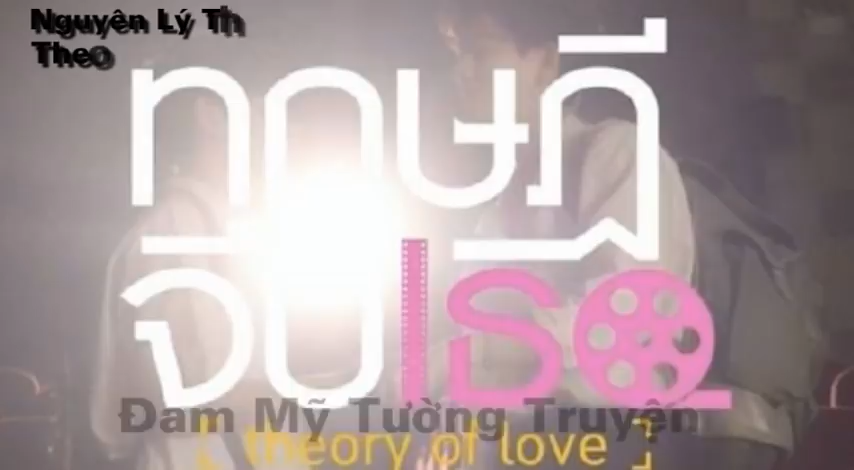 Nguyên Lý Th
Theo
ทฤษฎี
จีบเธอ
Đam Mỹ Tường Truyện
[ theory of love ]